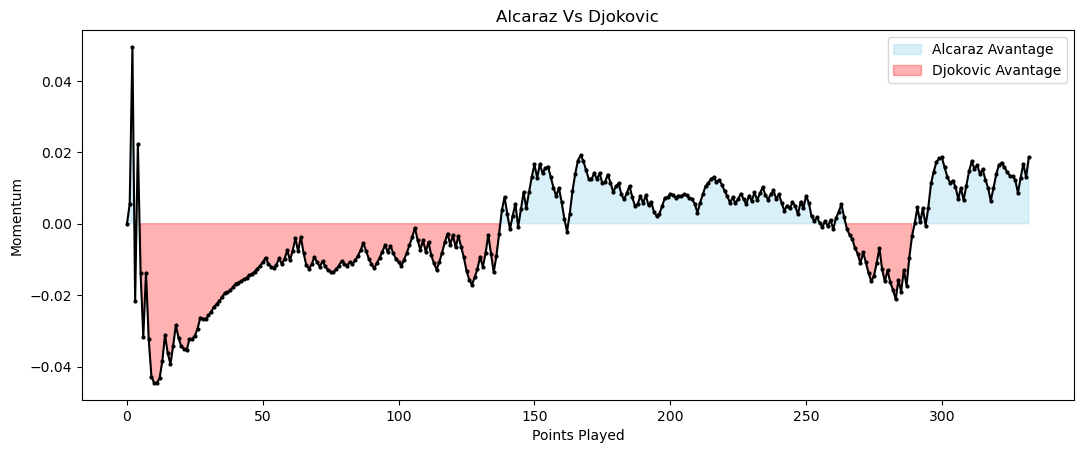 Alcaraz Vs Djokovic
Alcaraz Avantage
Djokovic Avantage
Momentum
0.04
0.02
0.00
−0.02
−0.04
0
50
100
150
200
250
300
Points Played